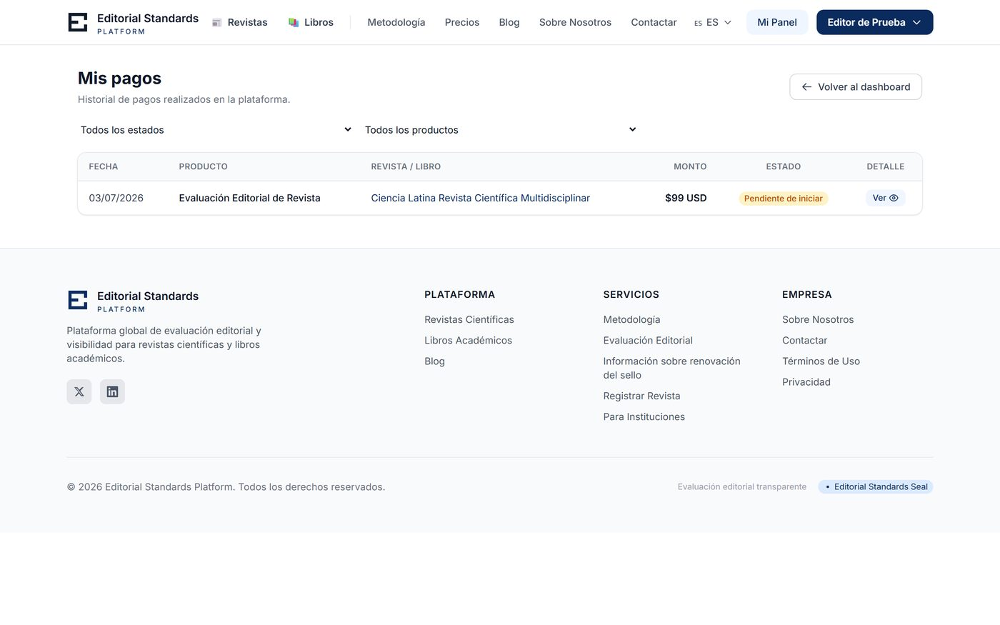 Editorial Standards
PLATFORM
Revistas
Libros
Metodología
Precios
Blog
Sobre Nosotros
Contactar
ES ES
Mi Panel
Editor de Prueba
Mis pagos
Historial de pagos realizados en la plataforma.
Volver al dashboard
Todos los estados
Todos los productos
FECHA PRODUCTO REVISTA / LIBRO MONTO ESTADO DETALLE
03/07/2026 Evaluación Editorial de Revista Ciencia Latina Revista Científica Multidisciplinar $99 USD Pendiente de iniciar Ver
Editorial Standards
PLATFORM
Plataforma global de evaluación editorial y
visibilidad para revistas científicas y libros
académicos.
PLATAFORMA
Revistas Científicas
Libros Académicos
Blog
SERVICIOS
Metodología
Evaluación Editorial
Información sobre renovación
del sello
Registrar Revista
Para Instituciones
EMPRESA
Sobre Nosotros
Contactar
Términos de Uso
Privacidad
© 2026 Editorial Standards Platform. Todos los derechos reservados.
Evaluación editorial transparente
• Editorial Standards Seal